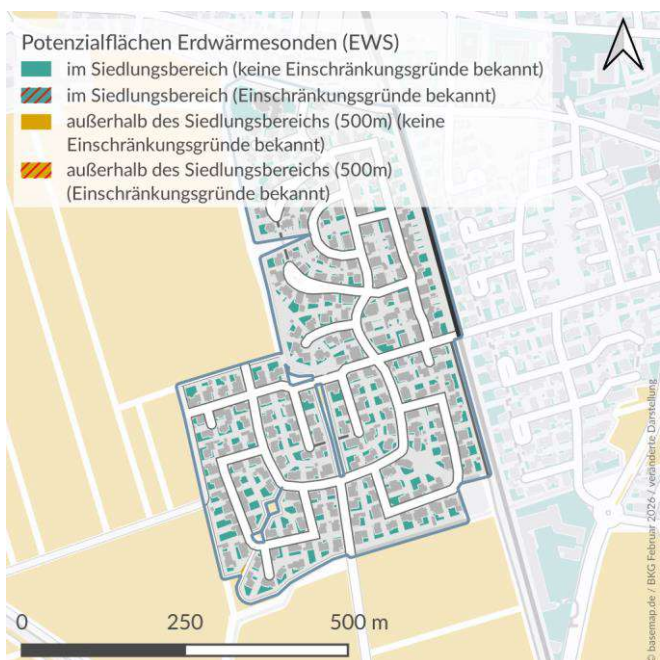 Potenzialflächen Erdwärmesonden (EWS)
im Siedlungsbereich (keine Einschränkungsgründe bekannt)
im Siedlungsbereich (Einschränkungsgründe bekannt)
außerhalb des Siedlungsbereichs (500m) (keine
Einschränkungsgründe bekannt)
außerhalb des Siedlungsbereichs (500m)
(Einschränkungsgründe bekannt)
0 250 500 m
© basemap.de / BKG Februar 2026 / veränderte Darstellung